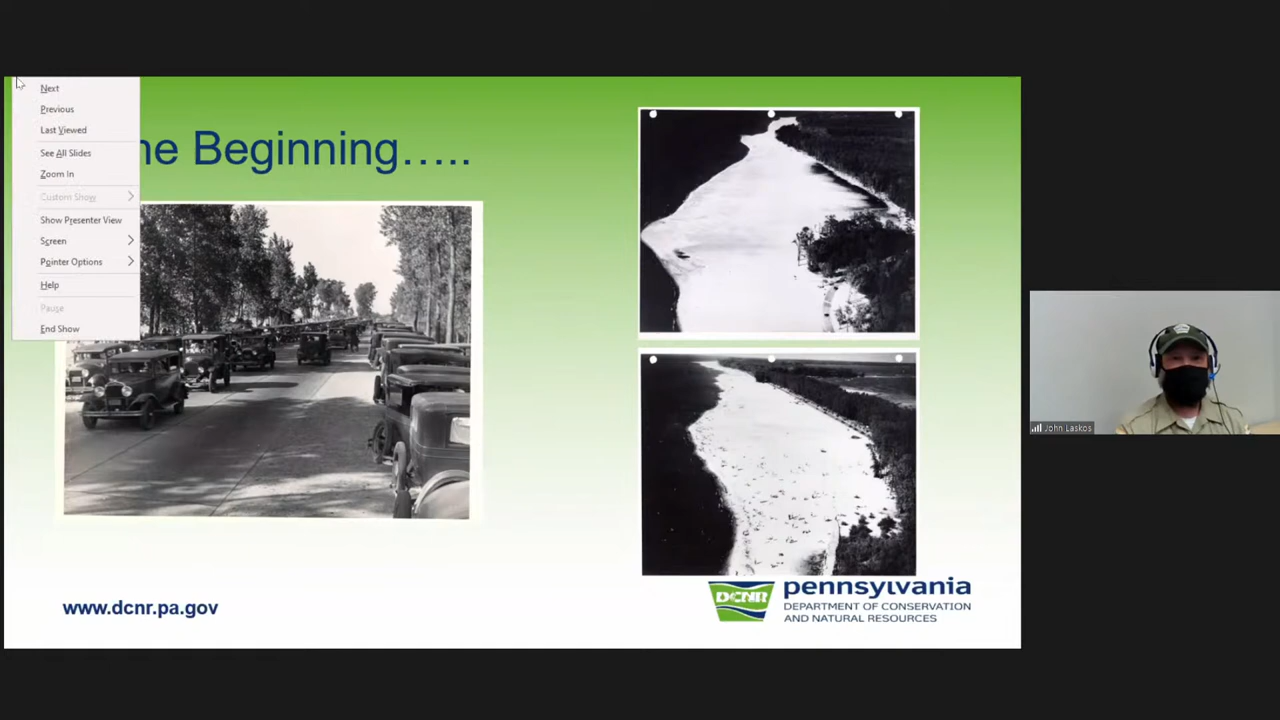 Next
Previous
Last Viewed
See All Slides
Zoom In
Custom Show
Show Presenter View
Screen
Pointer Options
Help
Pause
End Show
he Beginning…..
www.dcnr.pa.gov
DCNR
pennsylvania
DEPARTMENT OF CONSERVATION
AND NATURAL RESOURCES
John Laskos